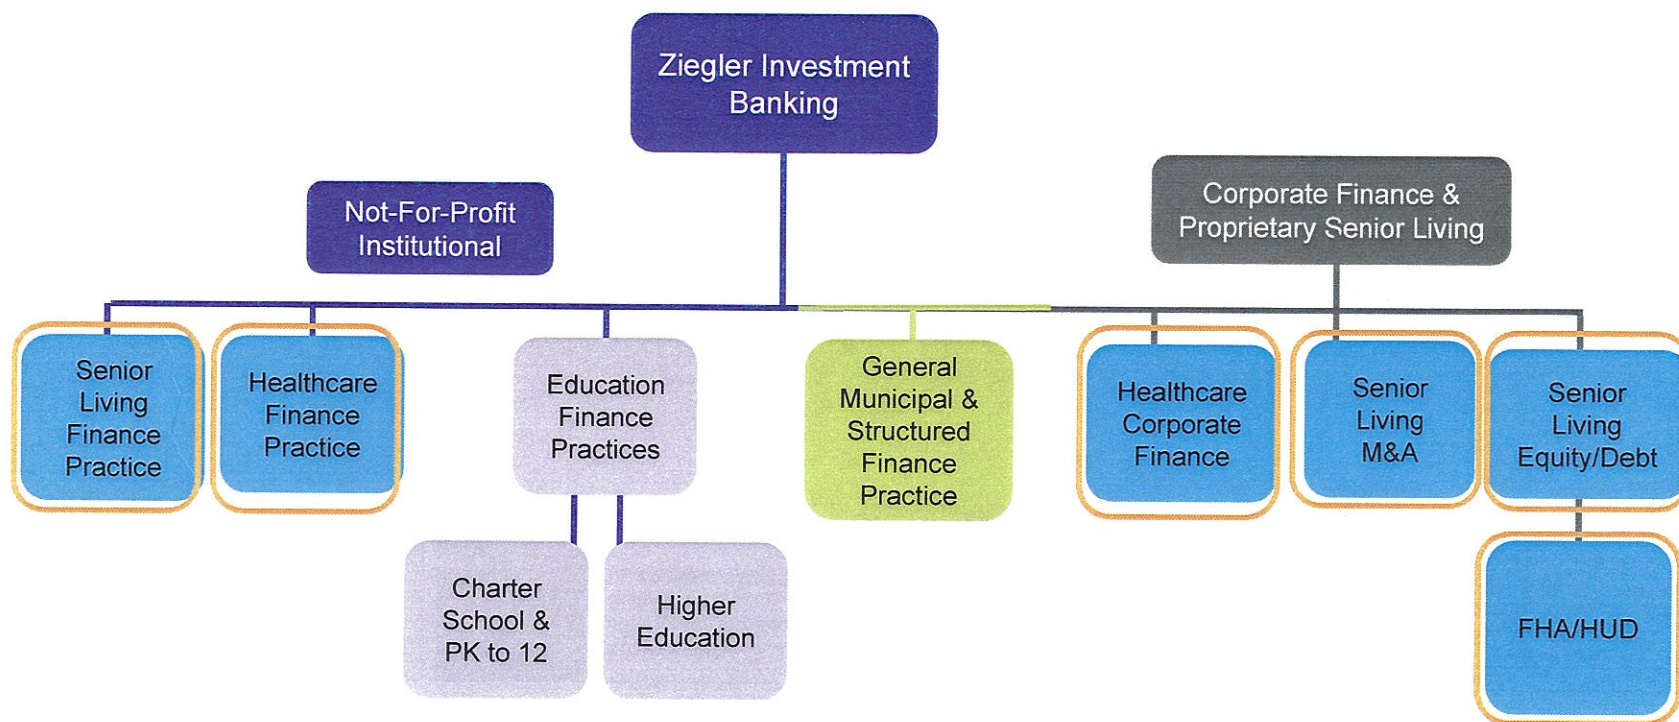 Ziegler Investment
Banking
Not-For-Profit
Institutional
Corporate Finance &
Proprietary Senior Living
Senior
Living
Finance
Practice
Healthcare
Finance
Practice
Education
Finance
Practices
General
Municipal &
Structured
Finance
Practice
Healthcare
Corporate
Finance
Senior
Living
M&A
Senior
Living
Equity/Debt
Charter
School &
PK to 12
Higher
Education
FHA/HUD